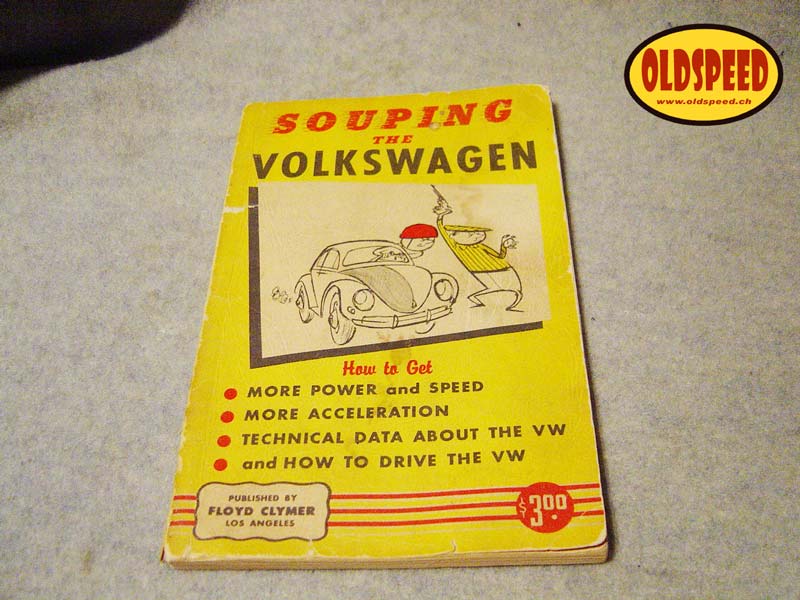 OLDSPEED
www.oldspeed.ch
SOUPING
THE
VOLKSWAGEN
How to Get
MORE POWER and SPEED
MORE ACCELERATION
TECHNICAL DATA ABOUT THE VW
and HOW TO DRIVE THE VW
PUBLISHED BY
FLOYD CLYMER
LOS ANGELES
$3.00